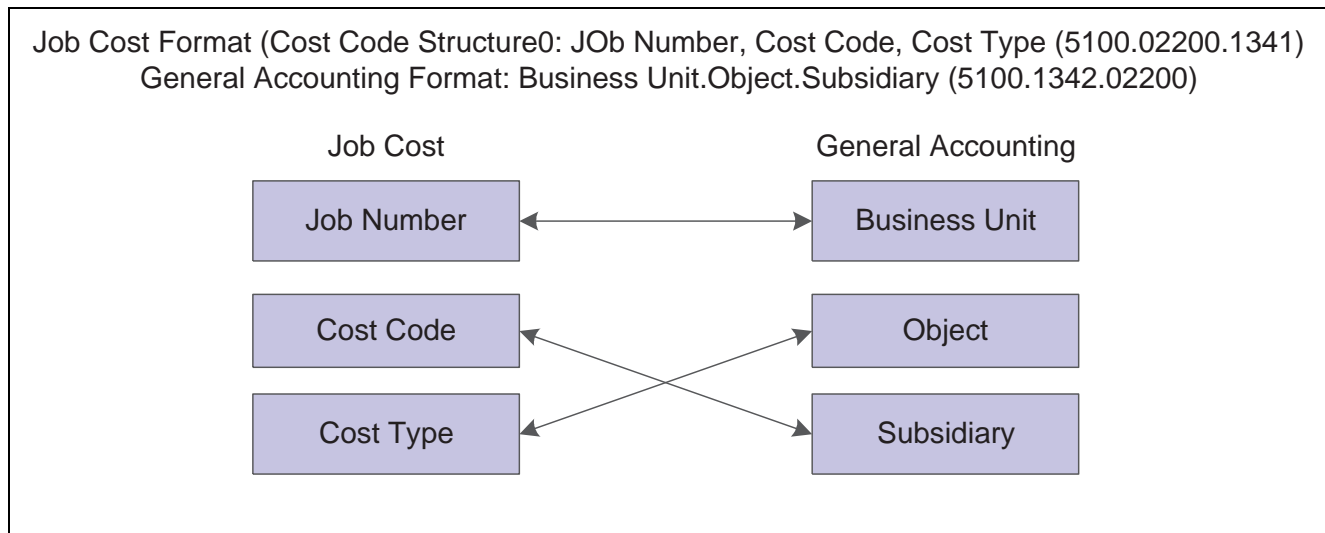 Job Cost Format (Cost Code Structure0: JOb Number, Cost Code, Cost Type (5100.02200.1341)
General Accounting Format: Business Unit.Object.Subsidiary (5100.1342.02200)
Job Cost General Accounting
Job Number Business Unit
Cost Code Object
Cost Type Subsidiary